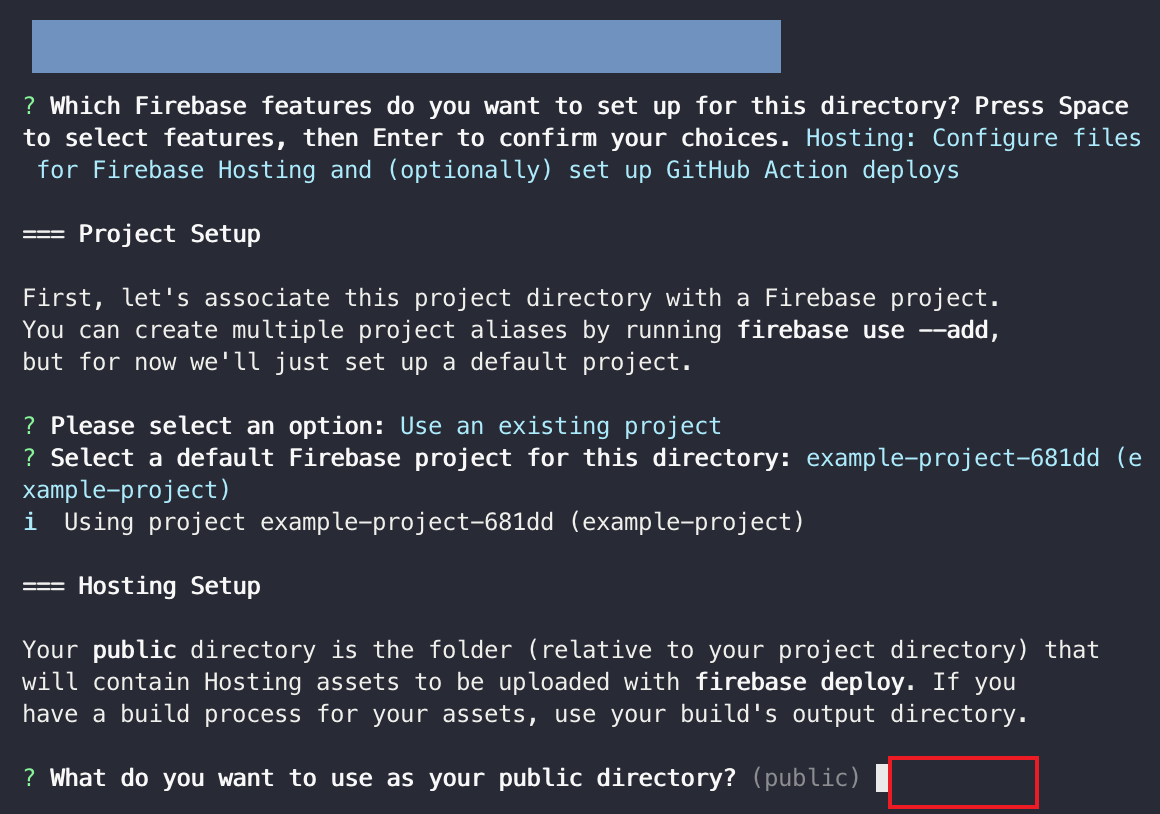 ? Which Firebase features do you want to set up for this directory? Press Space
to select features, then Enter to confirm your choices. Hosting: Configure files
for Firebase Hosting and (optionally) set up GitHub Action deploys
=== Project Setup
First, let's associate this project directory with a Firebase project.
You can create multiple project aliases by running firebase use --add,
but for now we'll just set up a default project.
? Please select an option: Use an existing project
? Select a default Firebase project for this directory: example-project-681dd (e
xample-project)
i  Using project example-project-681dd (example-project)
=== Hosting Setup
Your public directory is the folder (relative to your project directory) that
will contain Hosting assets to be uploaded with firebase deploy. If you
have a build process for your assets, use your build's output directory.
? What do you want to use as your public directory? (public)